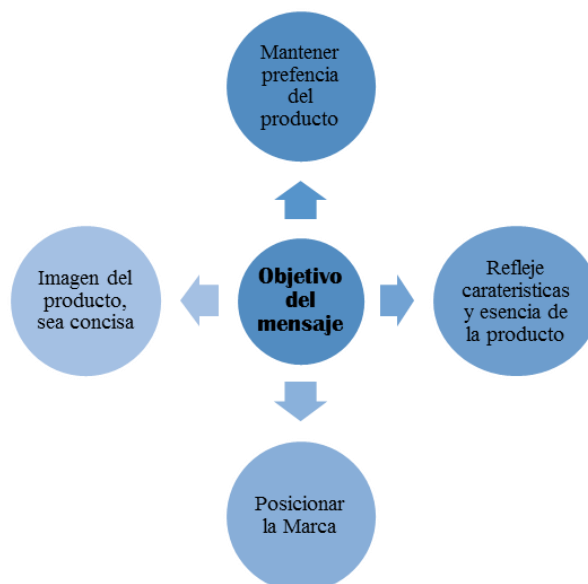 Mantener
prefencia
del
producto
Imagen del
producto,
sea concisa
Objetivo
del
mensaje
Refleje
carateristicas
y esencia de
la producto
Posicionar
la Marca